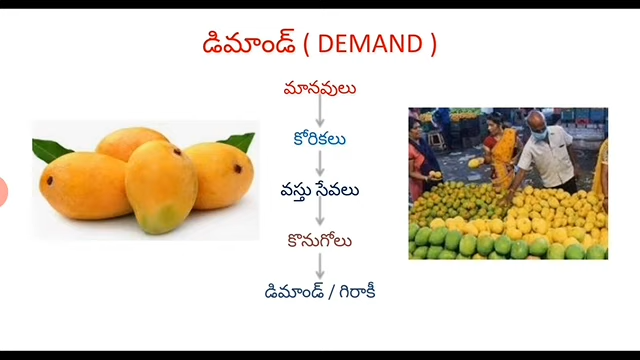 డిమాండ్ ( DEMAND )
మానవులు
కోరికలు
వస్తు సేవలు
కొనుగోలు
డిమాండ్ / గిరాకీ